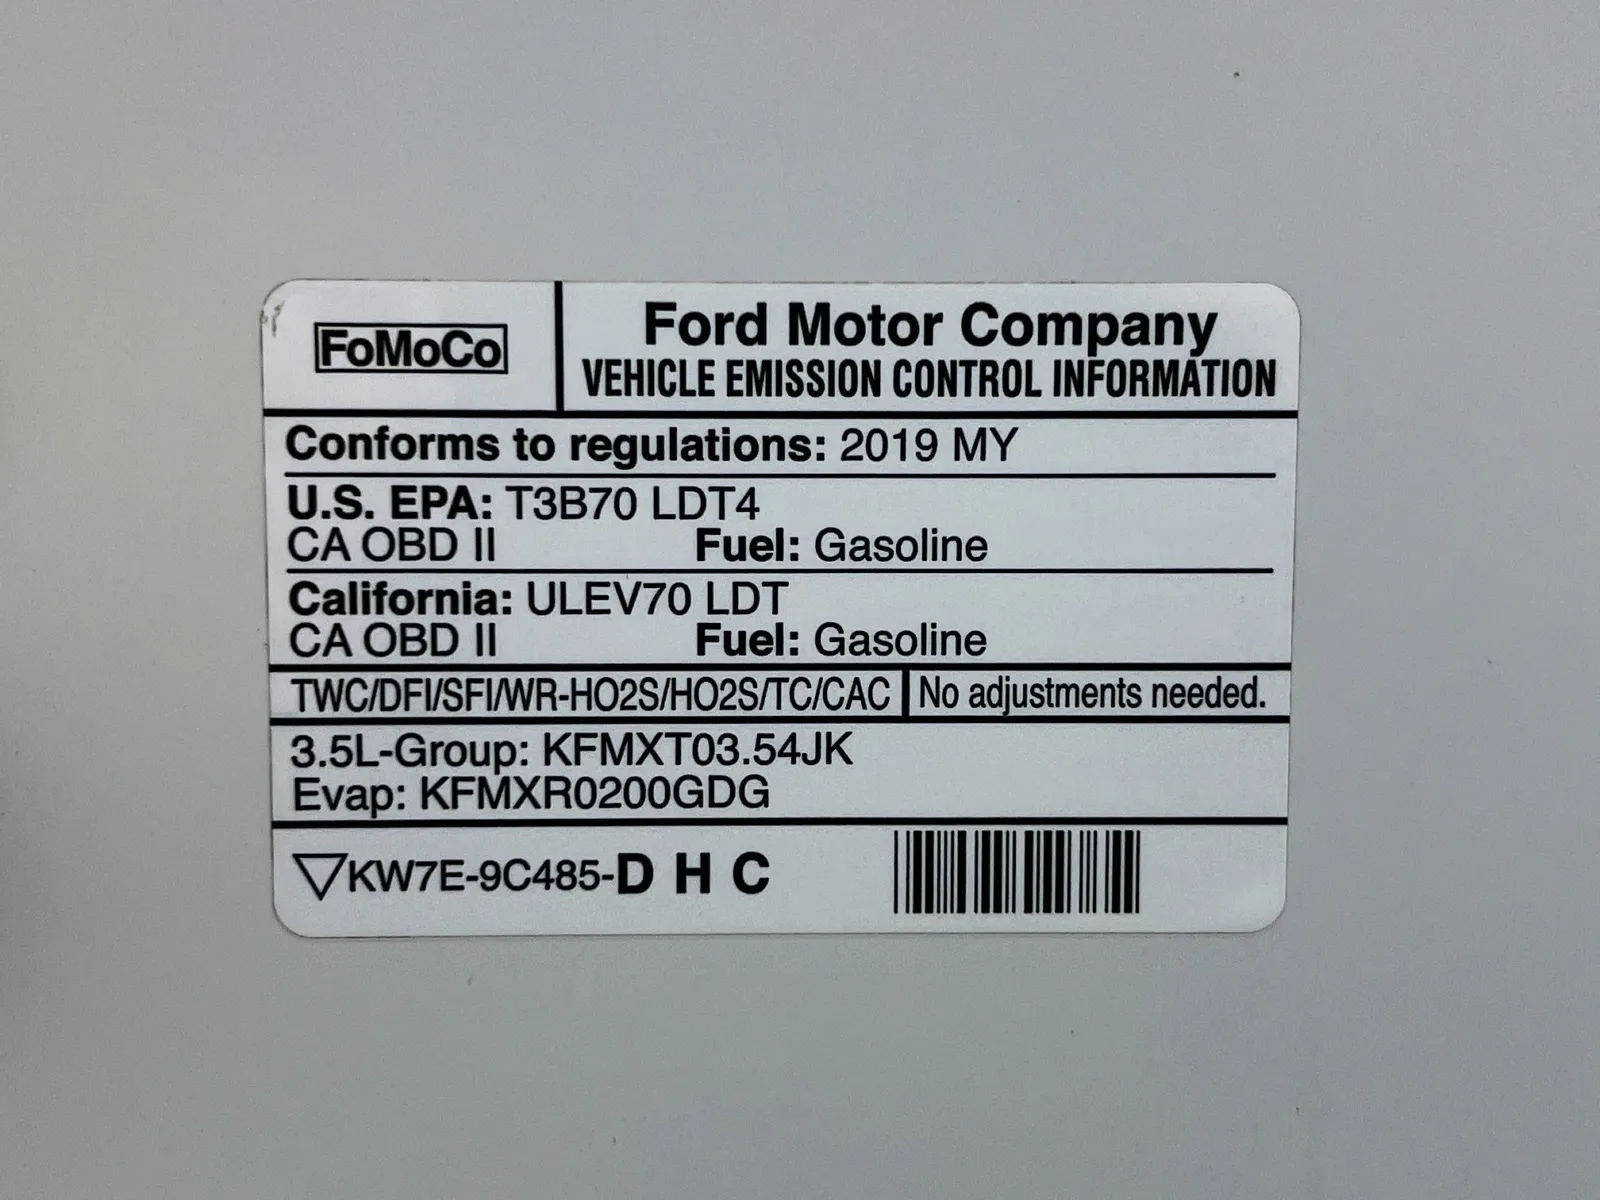 FoMoCo
Ford Motor Company
VEHICLE EMISSION CONTROL INFORMATION
Conforms to regulations: 2019 MY
U.S. EPA: T3B70 LDT4
CA OBD II Fuel: Gasoline
California: ULEV70 LDT
CA OBD II Fuel: Gasoline
TWC/DFI/SFI/WR-HO2S/HO2S/TC/CAC No adjustments needed.
3.5L-Group: KFMXT03.54JK
Evap: KFMXR0200GDG
KW7E-9C485-D H C